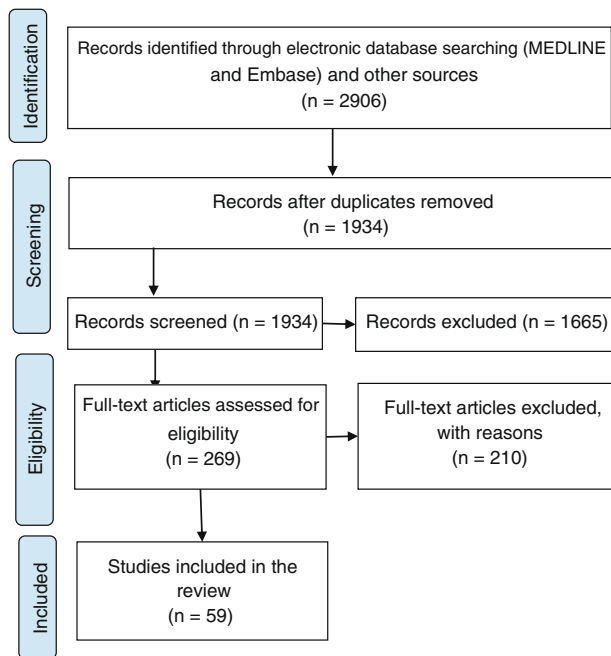 Identification
Records identified through electronic database searching (MEDLINE
and Embase) and other sources
(n = 2906)
Screening
Records after duplicates removed
(n = 1934)
Records screened (n = 1934)
Records excluded (n = 1665)
Eligibility
Full-text articles assessed for
eligibility
(n = 269)
Full-text articles excluded,
with reasons
(n = 210)
Included
Studies included in the
review
(n = 59)